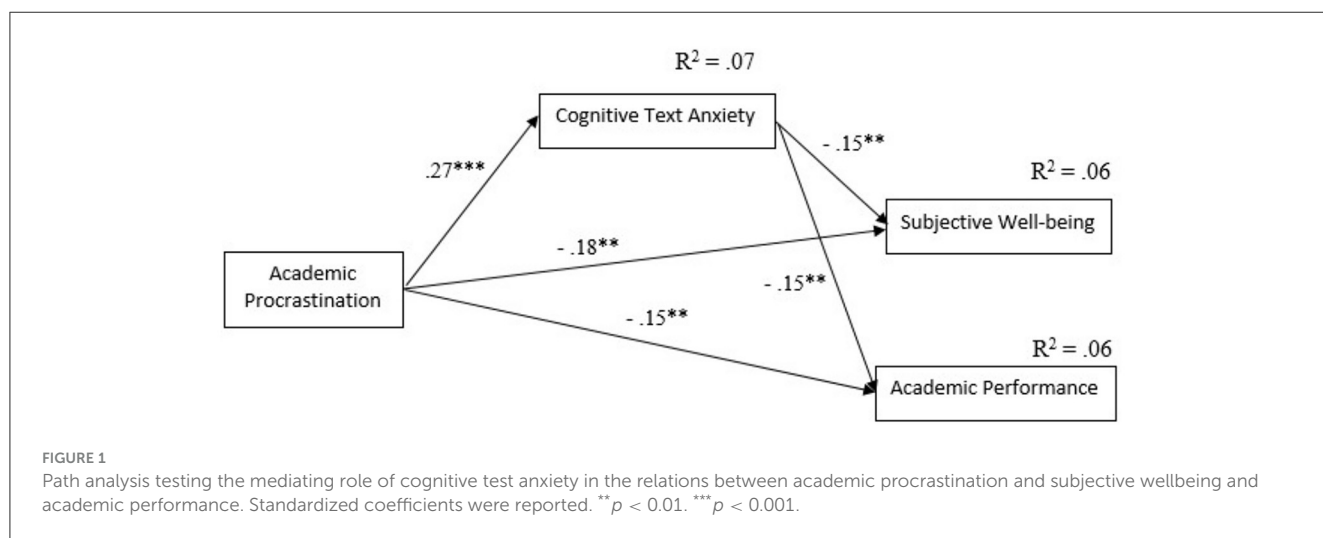 R² = .07
Cognitive Text Anxiety
.27***
- .15**
R² = .06
Subjective Well-being
- .18**
Academic
Procrastination
- .15**
- .15**
R² = .06
Academic Performance
FIGURE 1
Path analysis testing the mediating role of cognitive test anxiety in the relations between academic procrastination and subjective wellbeing and
academic performance. Standardized coefficients were reported. **p < 0.01. ***p < 0.001.